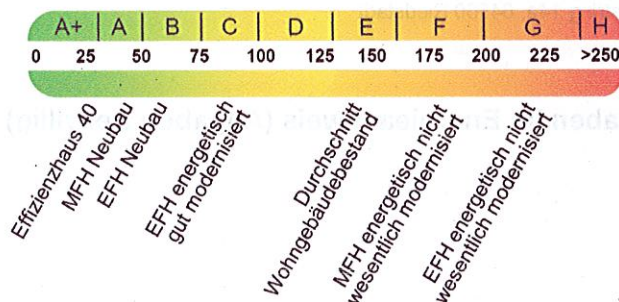 A+ A B C D E F G H
0 25 50 75 100 125 150 175 200 225 >250
Effizienzhaus 40
MFH Neubau
EFH Neubau
EFH energetisch
gut modernisiert
Durchschnitt
Wohngebäudebestand
MFH energetisch nicht
wesentlich modernisiert
EFH energetisch nicht
wesentlich modernisiert